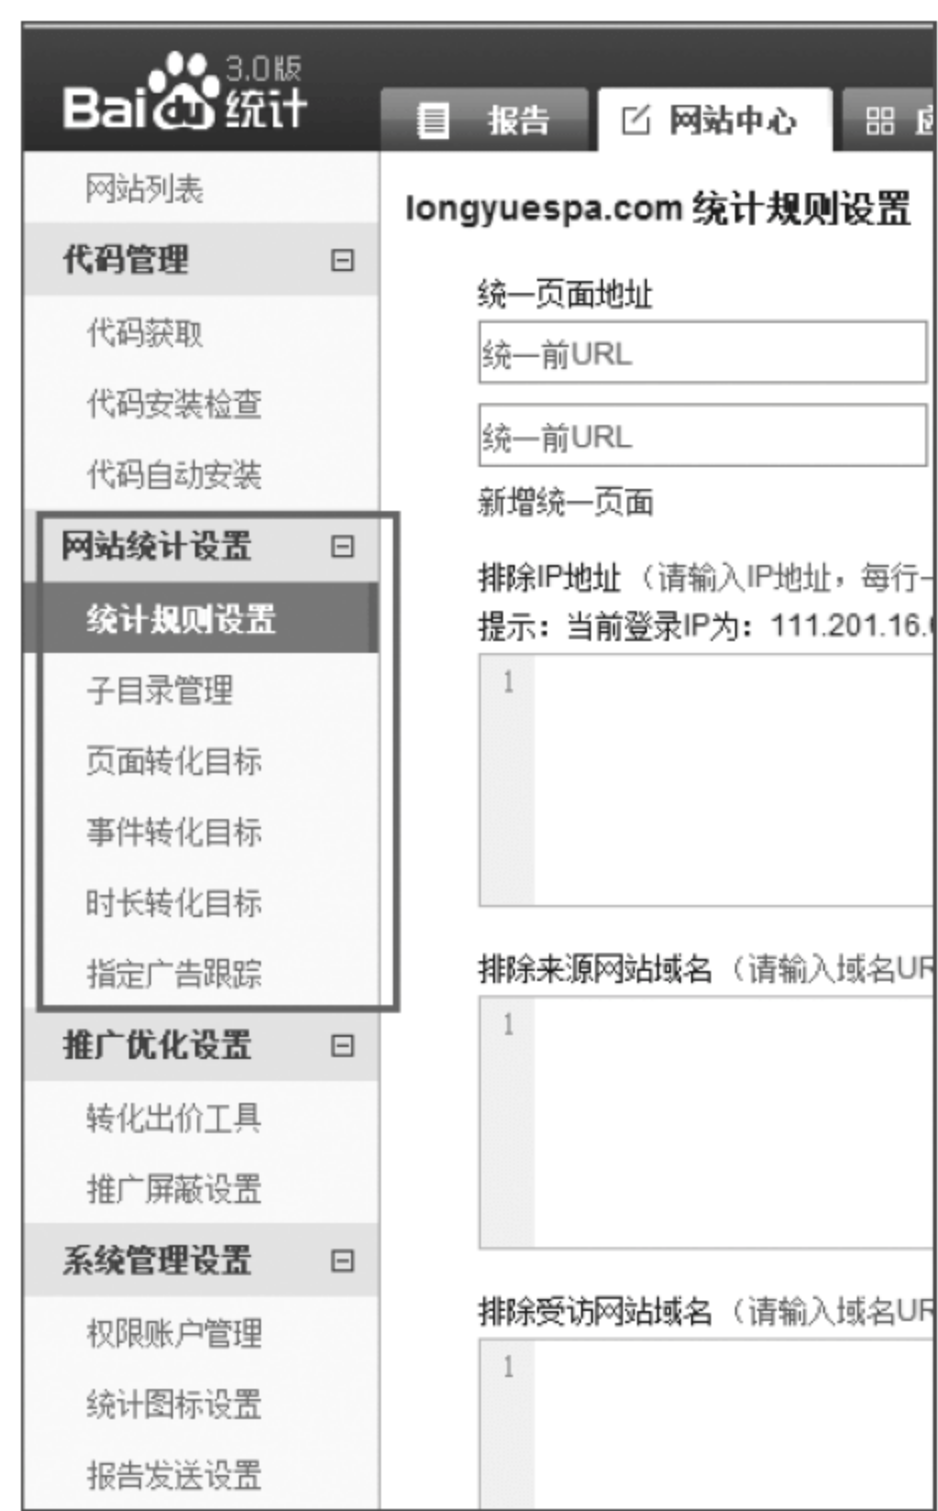 Baidu 统计 3.0版
报告
网站中心
网站列表
代码管理
代码获取
代码安装检查
代码自动安装
网站统计设置
统计规则设置
子目录管理
页面转化目标
事件转化目标
时长转化目标
指定广告跟踪
推广优化设置
转化出价工具
推广屏蔽设置
系统管理设置
权限账户管理
统计图标设置
报告发送设置
longyuespa.com 统计规则设置
统一页面地址
统一前URL
统一前URL
新增统一页面
排除IP地址（请输入IP地址，每行一
提示：当前登录IP为：111.201.16.
1
排除来源网站域名（请输入域名UR
1
排除受访网站域名（请输入域名UR
1